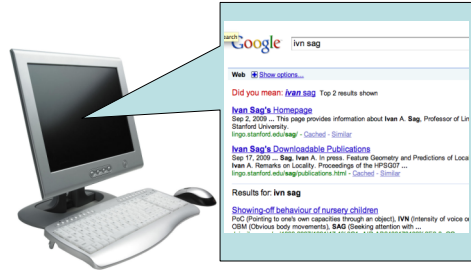 earch
Google
ivn sag
Web Show options...
Did you mean: ivan sag Top 2 results shown
Ivan Sag's Homepage
Sep 2, 2009 ... This page provides information about Ivan A. Sag, Professor of Lin
Stanford University.
lingo.stanford.edu/sag/ - Cached - Similar
Ivan Sag's Downloadable Publications
Sep 17, 2009 ... Sag, Ivan A. In press. Feature Geometry and Predictions of Loca
Ivan A. Remarks on Locality. Proceedings of the HPSG07 ...
lingo.stanford.edu/sag/publications.html - Cached - Similar
Results for: ivn sag
Showing-off behaviour of nursery children
PoC (Pointing to one's own capacities through an object), IVN (Intensity of voice or
OBM (Obvious body movements), SAG (Seeking attention with ...